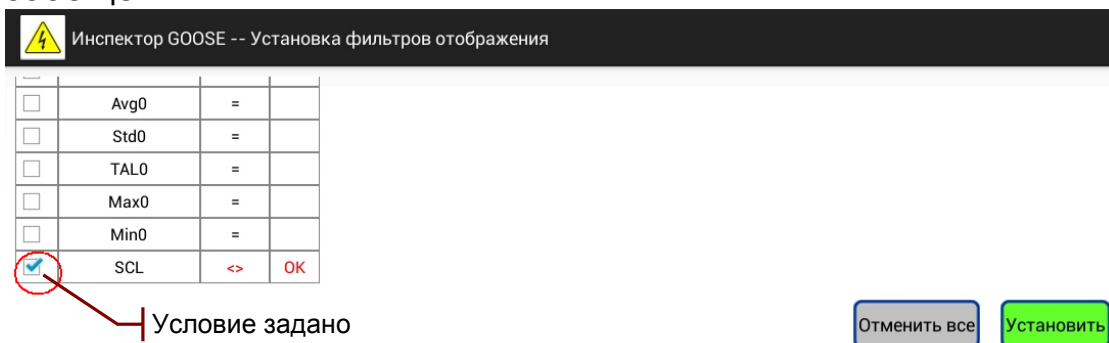 Инспектор GOOSE -- Установка фильтров отображения
Avg0 =
Std0 =
TAL0 =
Max0 =
Min0 =
SCL <> OK
Условие задано
Отменить все Установить